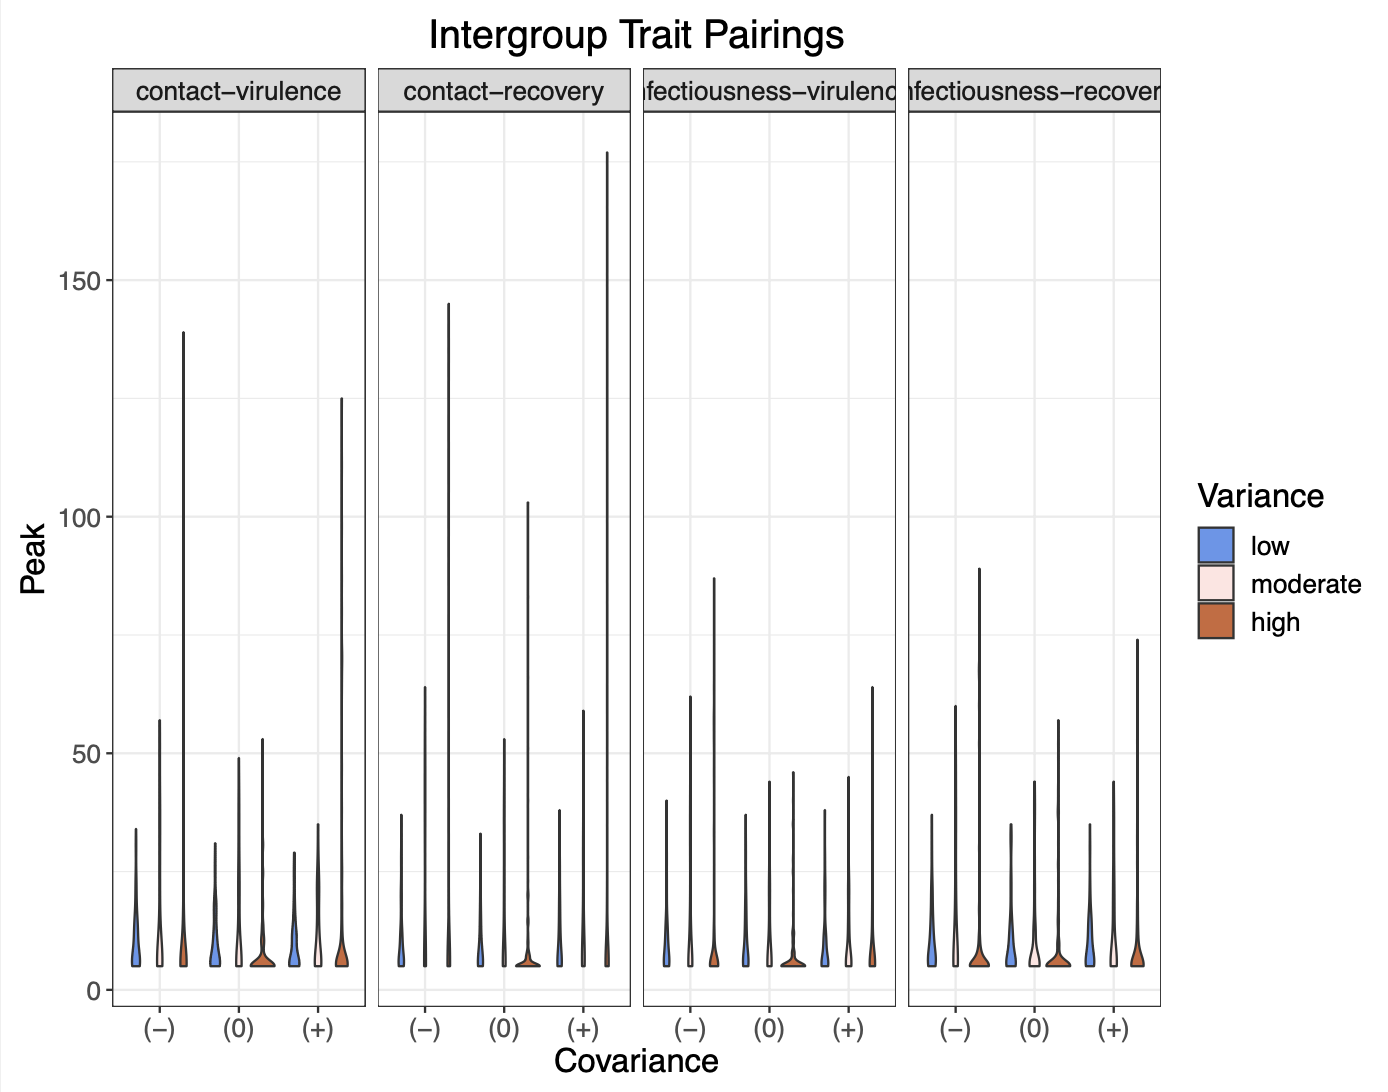 Intergroup Trait Pairings
contact–virulence
contact–recovery
nfectiousness–virulenc
nfectiousness–recover
Peak
150
100
50
0
(−) (0) (+)
(−) (0) (+)
(−) (0) (+)
(−) (0) (+)
Covariance
Variance
low
moderate
high